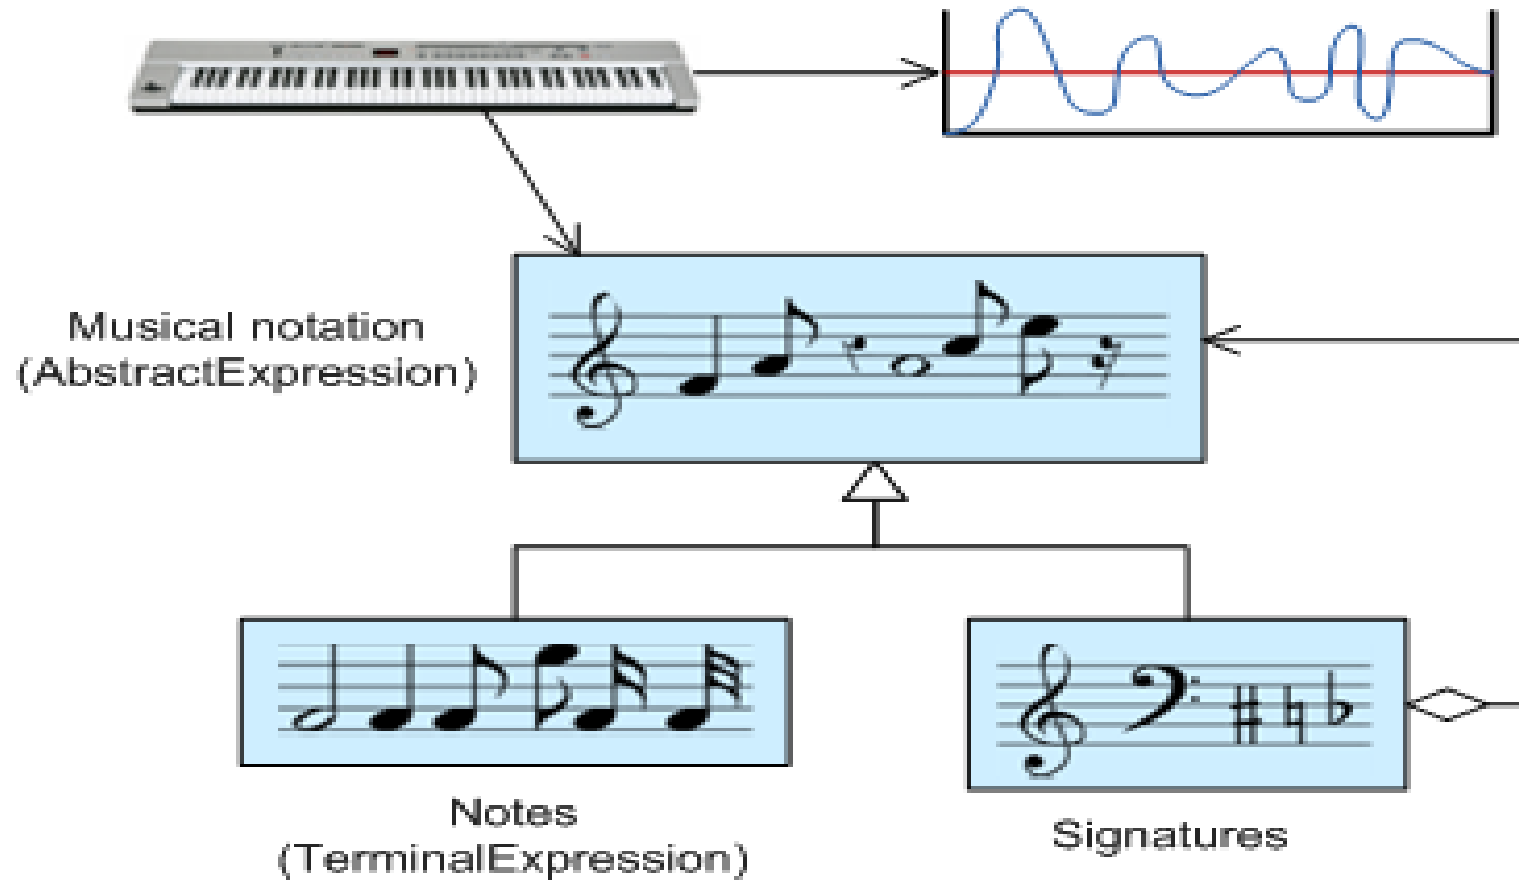 Musical notation
(AbstractExpression)
Notes
(TerminalExpression)
Signatures